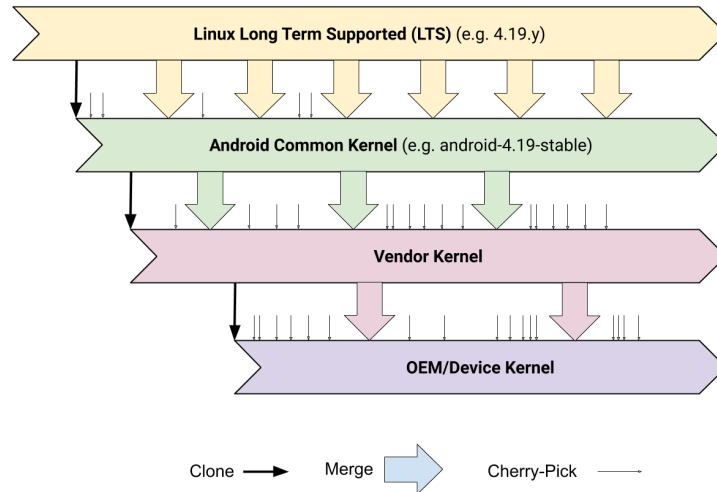 Linux Long Term Supported (LTS) (e.g. 4.19.y)
Android Common Kernel (e.g. android-4.19-stable)
Vendor Kernel
OEM/Device Kernel
Clone Merge Cherry-Pick